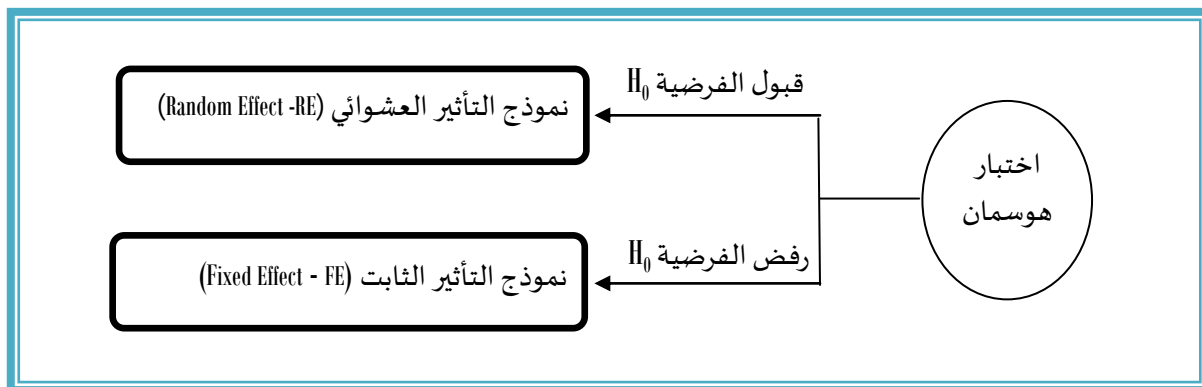 اختبار
هوسمان
قبول الفرضية H₀
نموذج التأثير العشوائي (Random Effect -RE)
رفض الفرضية H₀
نموذج التأثير الثابت (Fixed Effect - FE)